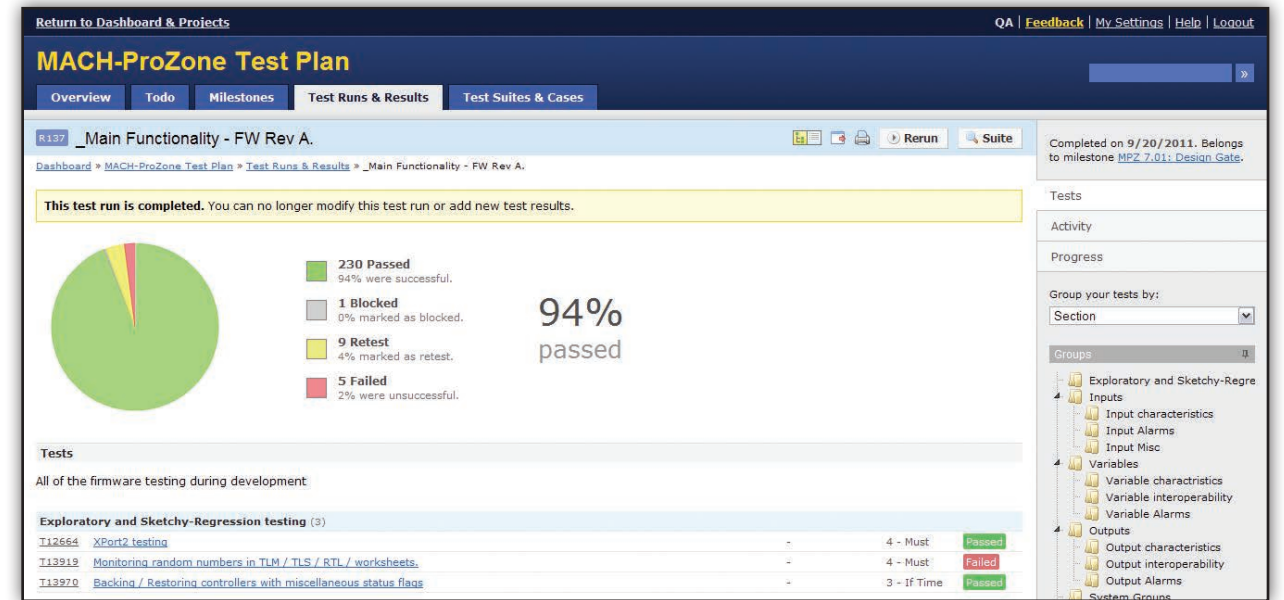 Return to Dashboard & Projects
QA | Feedback | My Settings | Help | Logout
MACH-ProZone Test Plan
»
Overview Todo Milestones Test Runs & Results Test Suites & Cases
R137 _Main Functionality - FW Rev A.
Rerun Suite
Dashboard » MACH-ProZone Test Plan » Test Runs & Results » _Main Functionality - FW Rev A.
This test run is completed. You can no longer modify this test run or add new test results.
230 Passed
94% were successful.
1 Blocked
0% marked as blocked.
9 Retest
4% marked as retest.
5 Failed
2% were unsuccessful.
94%
passed
Tests
All of the firmware testing during development
Exploratory and Sketchy-Regression testing (3)
T12664 XPort2 testing - 4 - Must Passed
T13919 Monitoring random numbers in TLM / TLS / RTL / worksheets. - 4 - Must Failed
T13970 Backing / Restoring controllers with miscellaneous status flags - 3 - If Time Passed
Completed on 9/20/2011. Belongs
to milestone MPZ 7.01: Design Gate.
Tests
Activity
Progress
Group your tests by:
Section
Groups
Exploratory and Sketchy-Regre
Inputs
Input characteristics
Input Alarms
Input Misc
Variables
Variable charactristics
Variable interoperability
Variable Alarms
Outputs
Output characteristics
Output interoperability
Output Alarms
System Groups